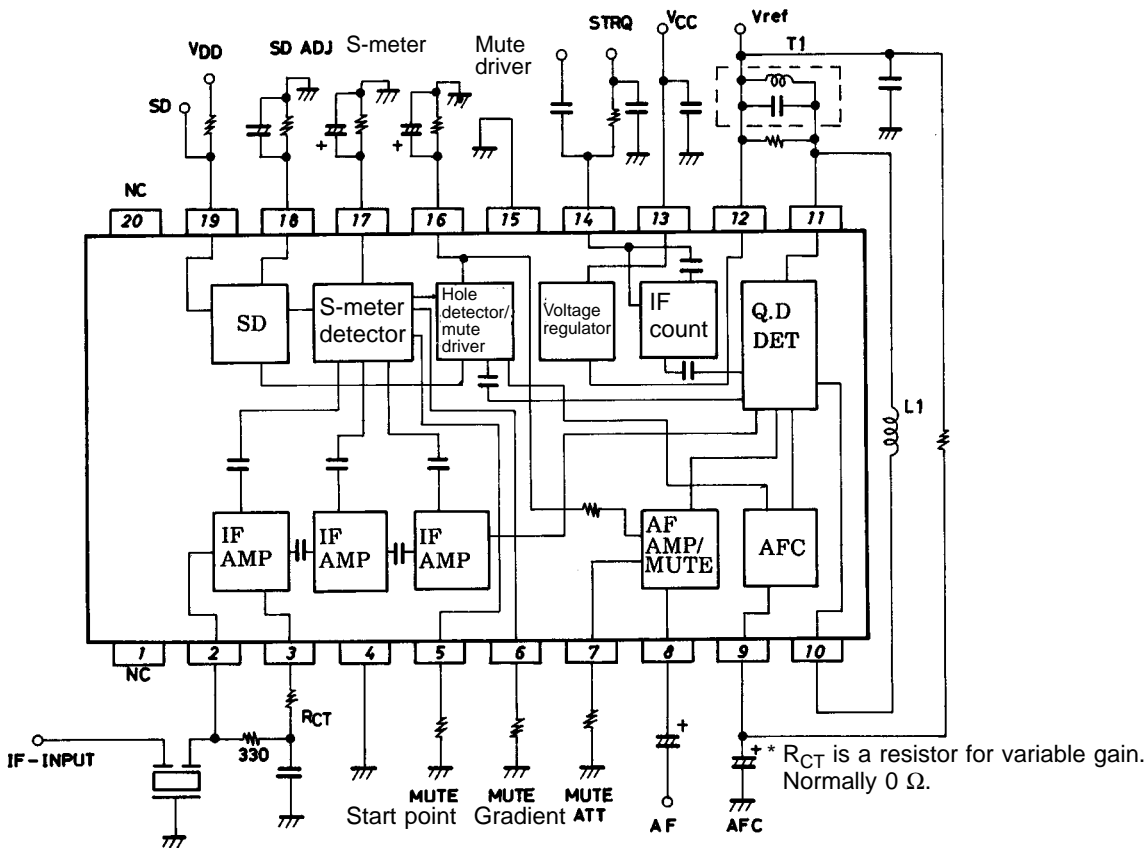 STRQ
VCC
Vref
T1
VDD
SD ADJ
S-meter
Mute
driver
SD
NC
20
19
18
17
16
15
14
13
12
11
SD
S-meter
detector
Hole
detector/
mute
driver
Voltage
regulator
IF
count
Q.D
DET
L1
IF
AMP
IF
AMP
IF
AMP
AF
AMP/
MUTE
AFC
1
2
3
4
5
6
7
8
9
10
NC
RCT
330
IF-INPUT
MUTE
Start point
MUTE
Gradient
MUTE
ATT
AF
AFC
+
+
+
+
* RCT is a resistor for variable gain.
Normally 0 Ω.